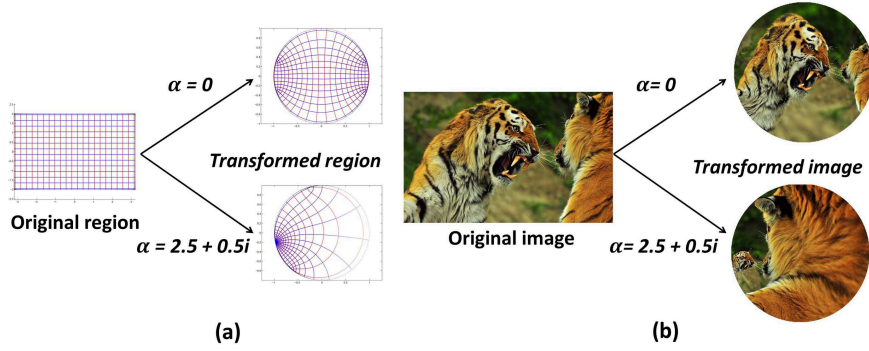 α = 0
Transformed region
Original region
α = 2.5 + 0.5i
(a)
α= 0
Transformed image
Original image
α= 2.5 + 0.5i
(b)